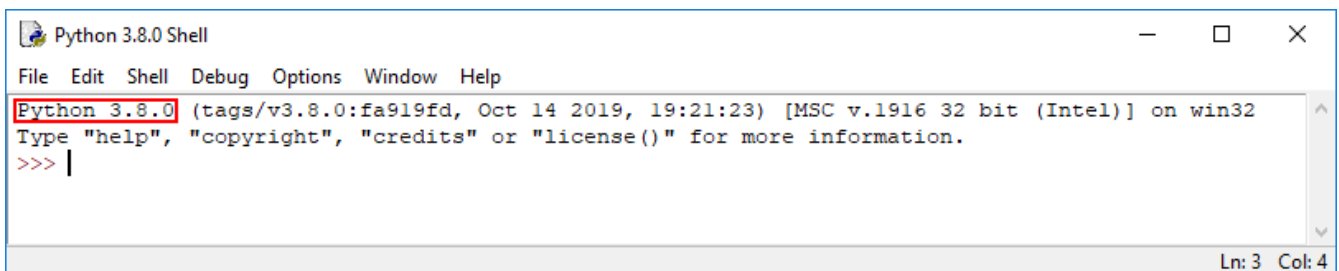 Python 3.8.0 Shell
File Edit Shell Debug Options Window Help
Python 3.8.0 (tags/v3.8.0:fa919fd, Oct 14 2019, 19:21:23) [MSC v.1916 32 bit (Intel)] on win32
Type "help", "copyright", "credits" or "license()" for more information.
>>>
Ln: 3 Col: 4